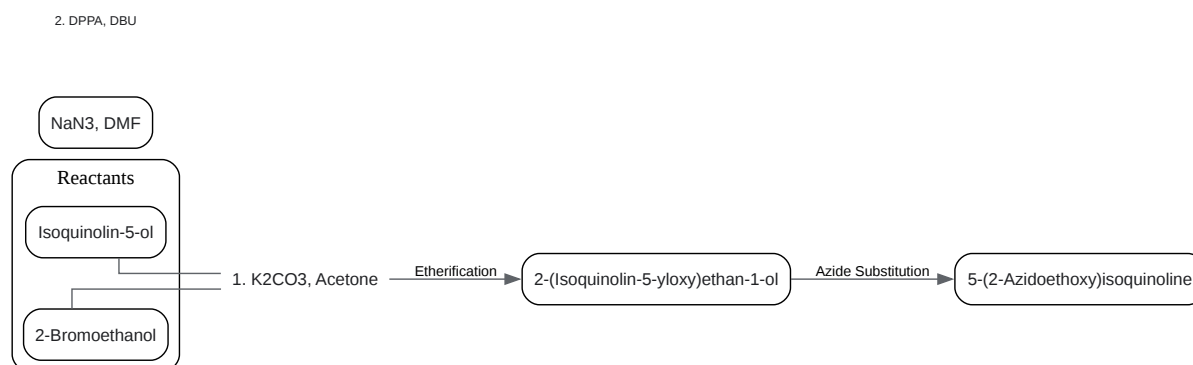 2. DPPA, DBU
NaN3, DMF
Reactants
Isoquinolin-5-ol
2-Bromoethanol
1. K2CO3, Acetone
Etherification
2-(Isoquinolin-5-yloxy)ethan-1-ol
Azide Substitution
5-(2-Azidoethoxy)isoquinoline